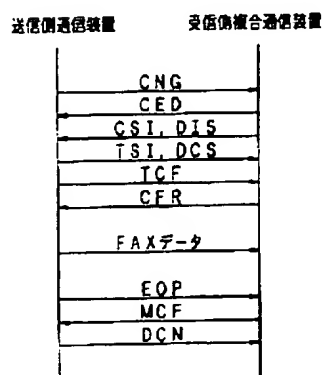 送信側通信装置
受信側複合通信装置
CNG
CED
CSI, DIS
TSI, DCS
TCF
CFR
FAXデータ
EOP
MCF
DCN